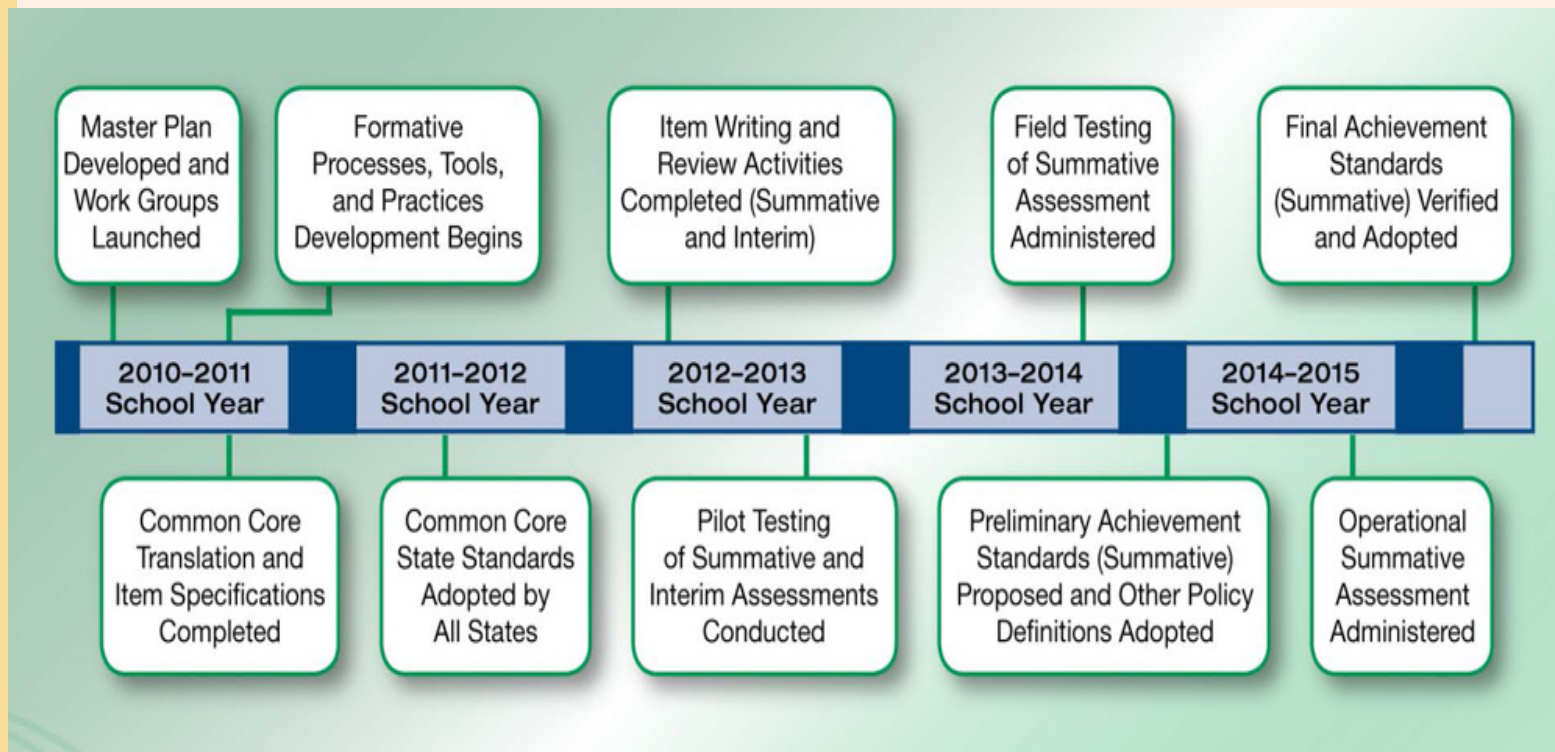 Master Plan
Developed and
Work Groups
Launched
Formative
Processes, Tools,
and Practices
Development Begins
Item Writing and
Review Activities
Completed (Summative
and Interim)
Field Testing
of Summative
Assessment
Administered
Final Achievement
Standards
(Summative) Verified
and Adopted
2010–2011
School Year
2011–2012
School Year
2012–2013
School Year
2013–2014
School Year
2014–2015
School Year
Common Core
Translation and
Item Specifications
Completed
Common Core
State Standards
Adopted by
All States
Pilot Testing
of Summative and
Interim Assessments
Conducted
Preliminary Achievement
Standards (Summative)
Proposed and Other Policy
Definitions Adopted
Operational
Summative
Assessment
Administered